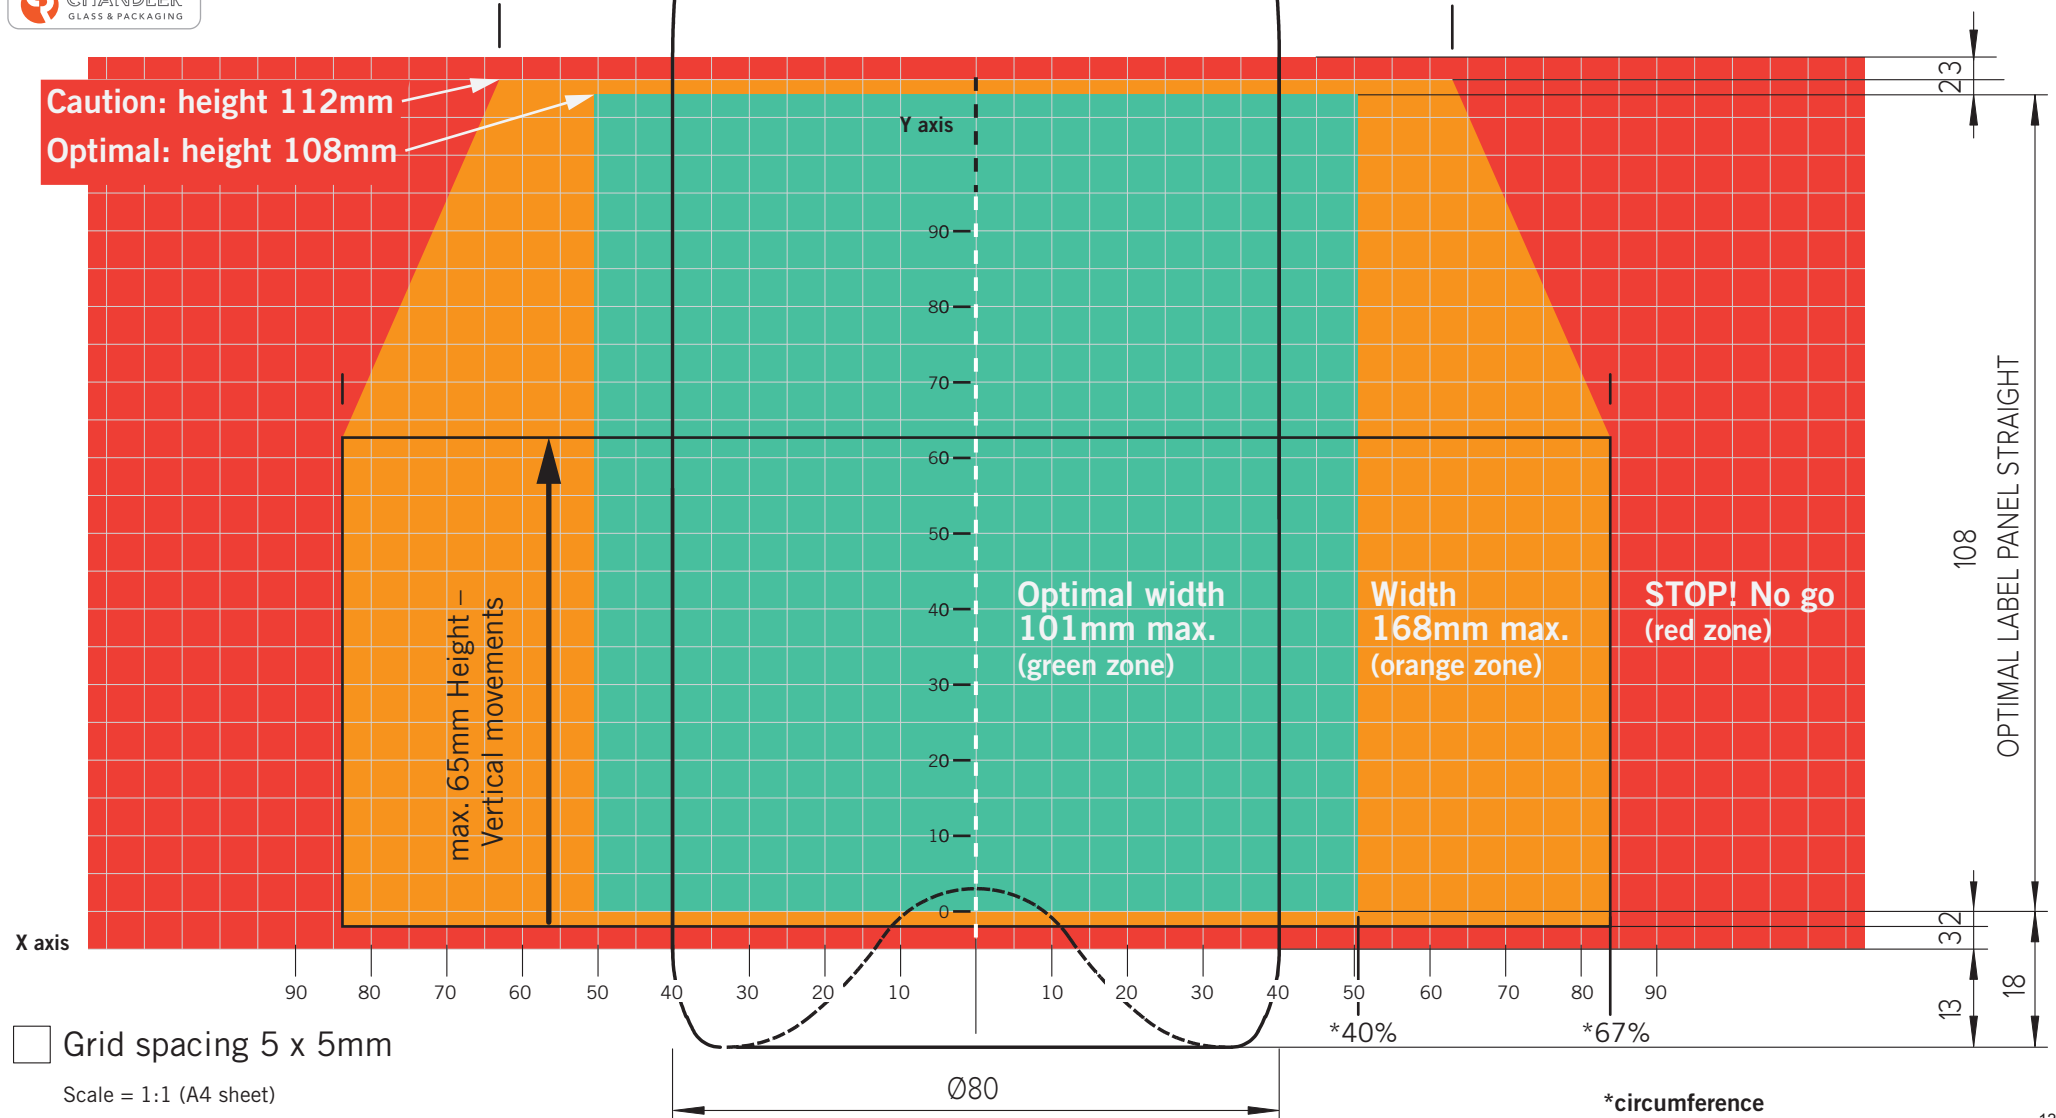 GLASS & PACKAGING
Caution: height 112mm
Optimal: height 108mm
Y axis
23
90
80
70
60
50
40
30
20
10
0
max. 65mm Height –
Vertical movements
Optimal width
101mm max.
(green zone)
Width
168mm max.
(orange zone)
STOP! No go
(red zone)
108
OPTIMAL LABEL PANEL STRAIGHT
32
13
18
X axis
90 80 70 60 50 40 30 20 10 10 20 30 40 50 60 70 80 90
*40% *67%
Grid spacing 5 x 5mm
Scale = 1:1 (A4 sheet)
Ø80
*circumference